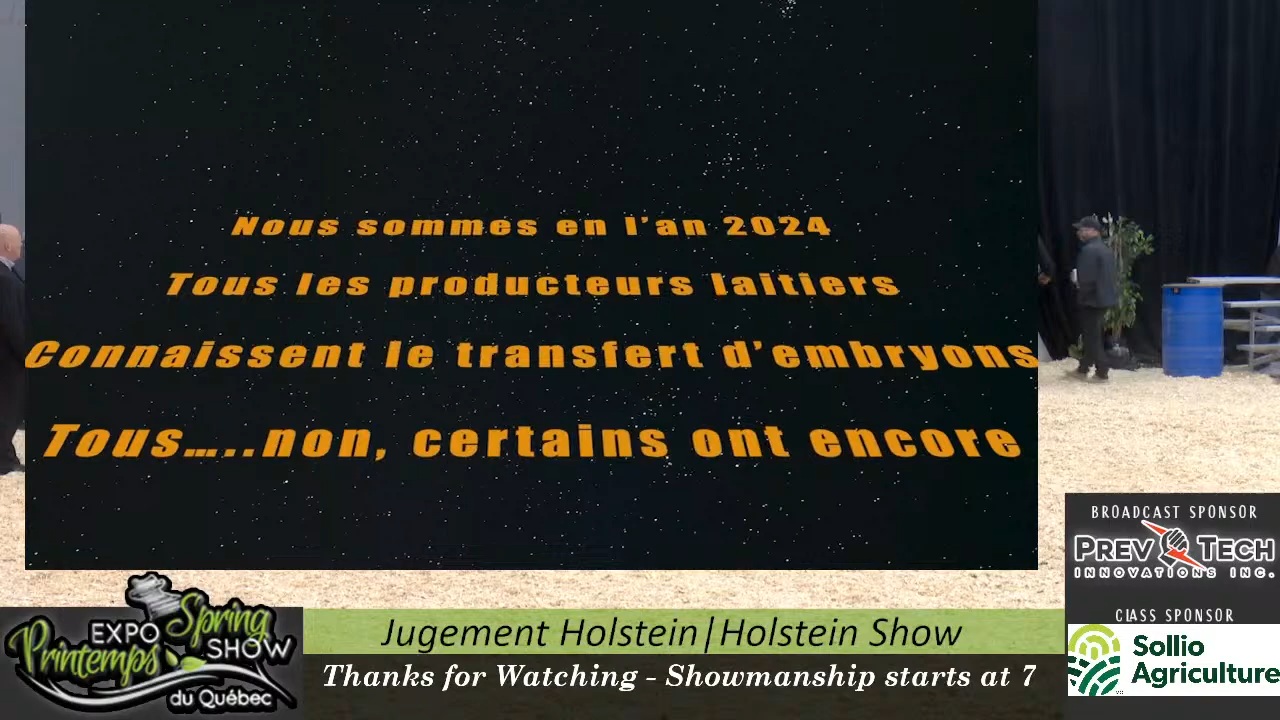 Nous sommes en l'an 2024
Tous les producteurs laitiers
Connaissent le transfert d'embryons
Tous.....non, certains ont encore
BROADCAST SPONSOR
PREV TECH
INNOVATIONS INC.
CLASS SPONSOR
Sollio
Agriculture
EXPO
Printemps
Spring
SHOW
du Québec
Jugement Holstein|Holstein Show
Thanks for Watching - Showmanship starts at 7